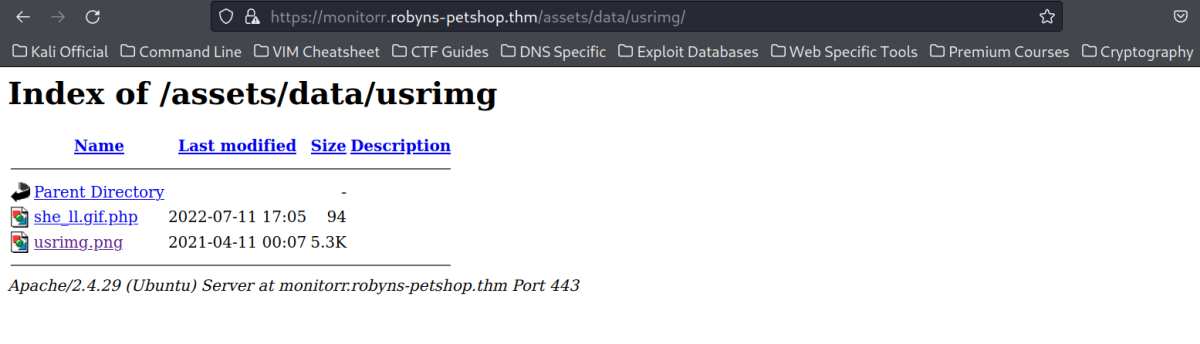 https://monitorr.robyns-petshop.thm/assets/data/usrimg/
Kali Official Command Line VIM Cheatsheet CTF Guides DNS Specific Exploit Databases Web Specific Tools Premium Courses Cryptography
Index of /assets/data/usrimg
Name Last modified Size Description
Parent Directory -
she_ll.gif.php 2022-07-11 17:05 94
usrimg.png 2021-04-11 00:07 5.3K
Apache/2.4.29 (Ubuntu) Server at monitorr.robyns-petshop.thm Port 443